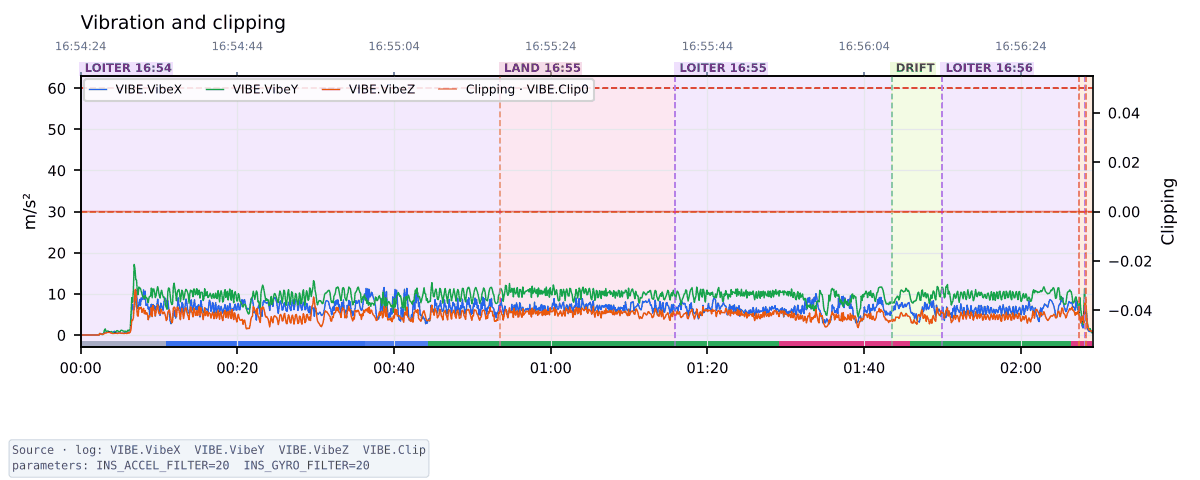 Vibration and clipping
16:54:24 16:54:44 16:55:04 16:55:24 16:55:44 16:56:04 16:56:24
LOITER 16:54 LAND 16:55 LOITER 16:55 DRIFT LOITER 16:56
VIBE.VibeX VIBE.VibeY VIBE.VibeZ Clipping · VIBE.Clip0
60
50
40
30
20
10
0
m/s²
0.04
0.02
0.00
−0.02
−0.04
Clipping
00:00 00:20 00:40 01:00 01:20 01:40 02:00
Source · log: VIBE.VibeX VIBE.VibeY VIBE.VibeZ VIBE.Clip
parameters: INS_ACCEL_FILTER=20 INS_GYRO_FILTER=20